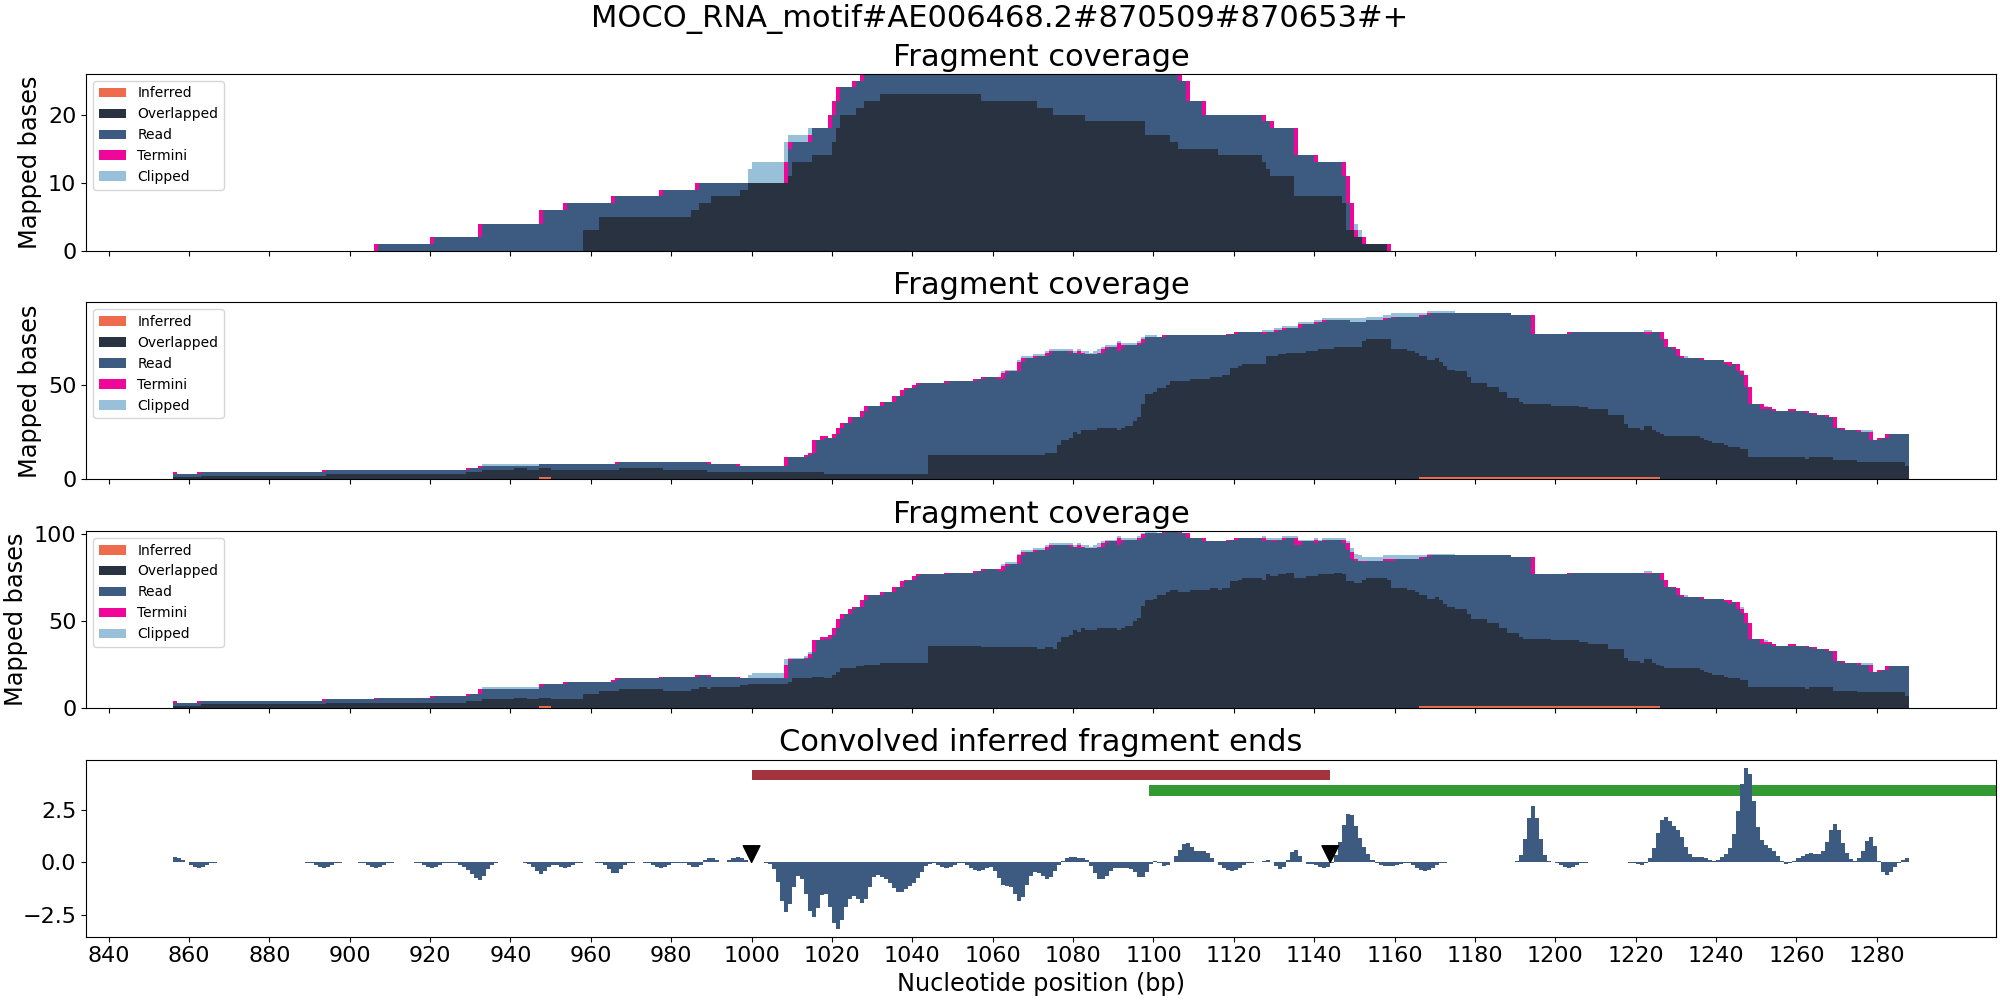 MOCO_RNA_motif#AE006468.2#870509#870653#+
Fragment coverage
Mapped bases
20
10
0
Inferred
Overlapped
Read
Termini
Clipped
Fragment coverage
Mapped bases
50
0
Inferred
Overlapped
Read
Termini
Clipped
Fragment coverage
Mapped bases
100
50
0
Inferred
Overlapped
Read
Termini
Clipped
Convolved inferred fragment ends
2.5
0.0
−2.5
840 860 880 900 920 940 960 980 1000 1020 1040 1060 1080 1100 1120 1140 1160 1180 1200 1220 1240 1260 1280
Nucleotide position (bp)